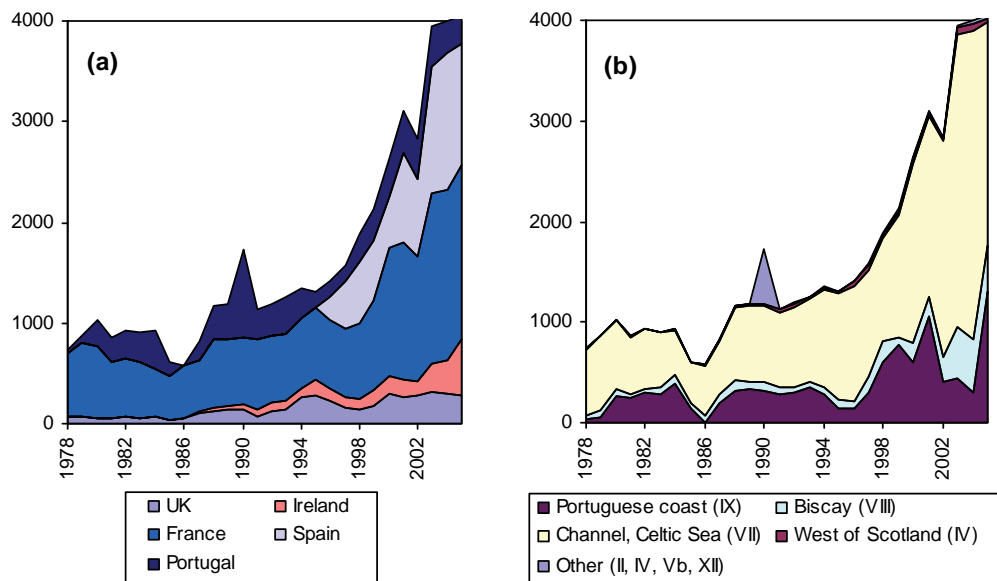 4000
(a)
3000
2000
1000
0
1978
1982
1986
1990
1994
1998
2002
UK
Ireland
France
Spain
Portugal
4000
(b)
3000
2000
1000
0
1978
1982
1986
1990
1994
1998
2002
Portuguese coast (IX)
Biscay (VIII)
Channel, Celtic Sea (VII)
West of Scotland (IV)
Other (II, IV, Vb, XII)